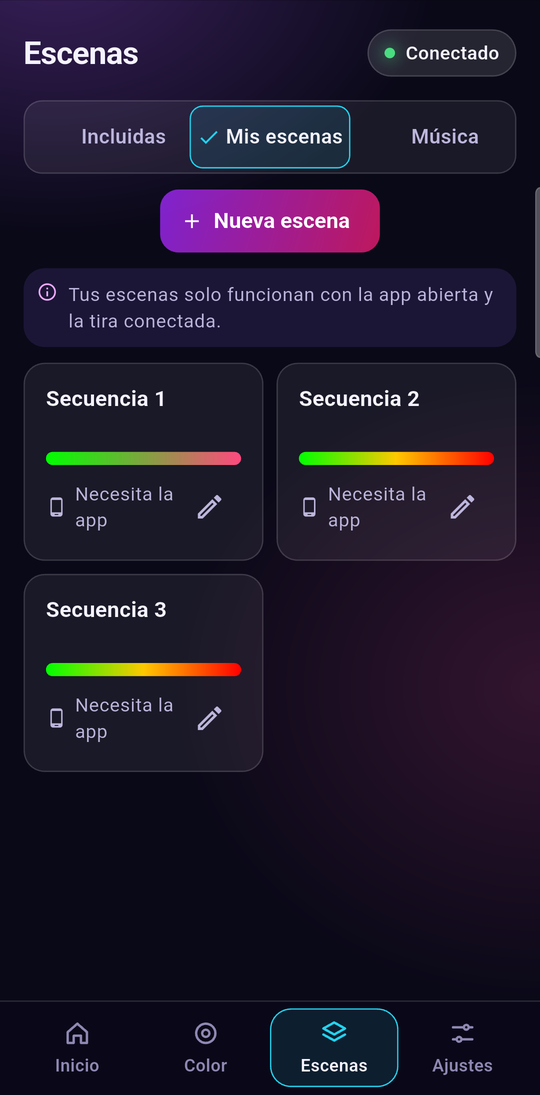 Escenas
Conectado
Incluidas
Mis escenas
Música
Nueva escena
Tus escenas solo funcionan con la app abierta y
la tira conectada.
Secuencia 1
Necesita la
app
Secuencia 2
Necesita la
app
Secuencia 3
Necesita la
app
Inicio
Color
Escenas
Ajustes